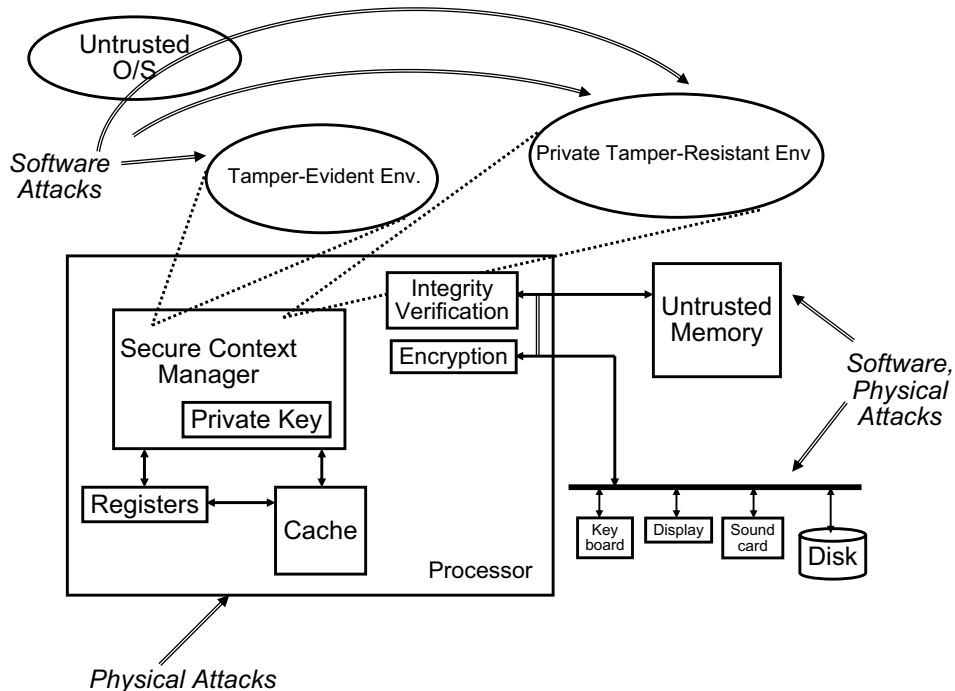 Untrusted
O/S
Software
Attacks
Tamper-Evident Env.
Private Tamper-Resistant Env
Integrity
Verification
Untrusted
Memory
Secure Context
Manager
Encryption
Private Key
Software,
Physical
Attacks
Registers
Cache
Key
board
Display
Sound
card
Disk
Processor
Physical Attacks